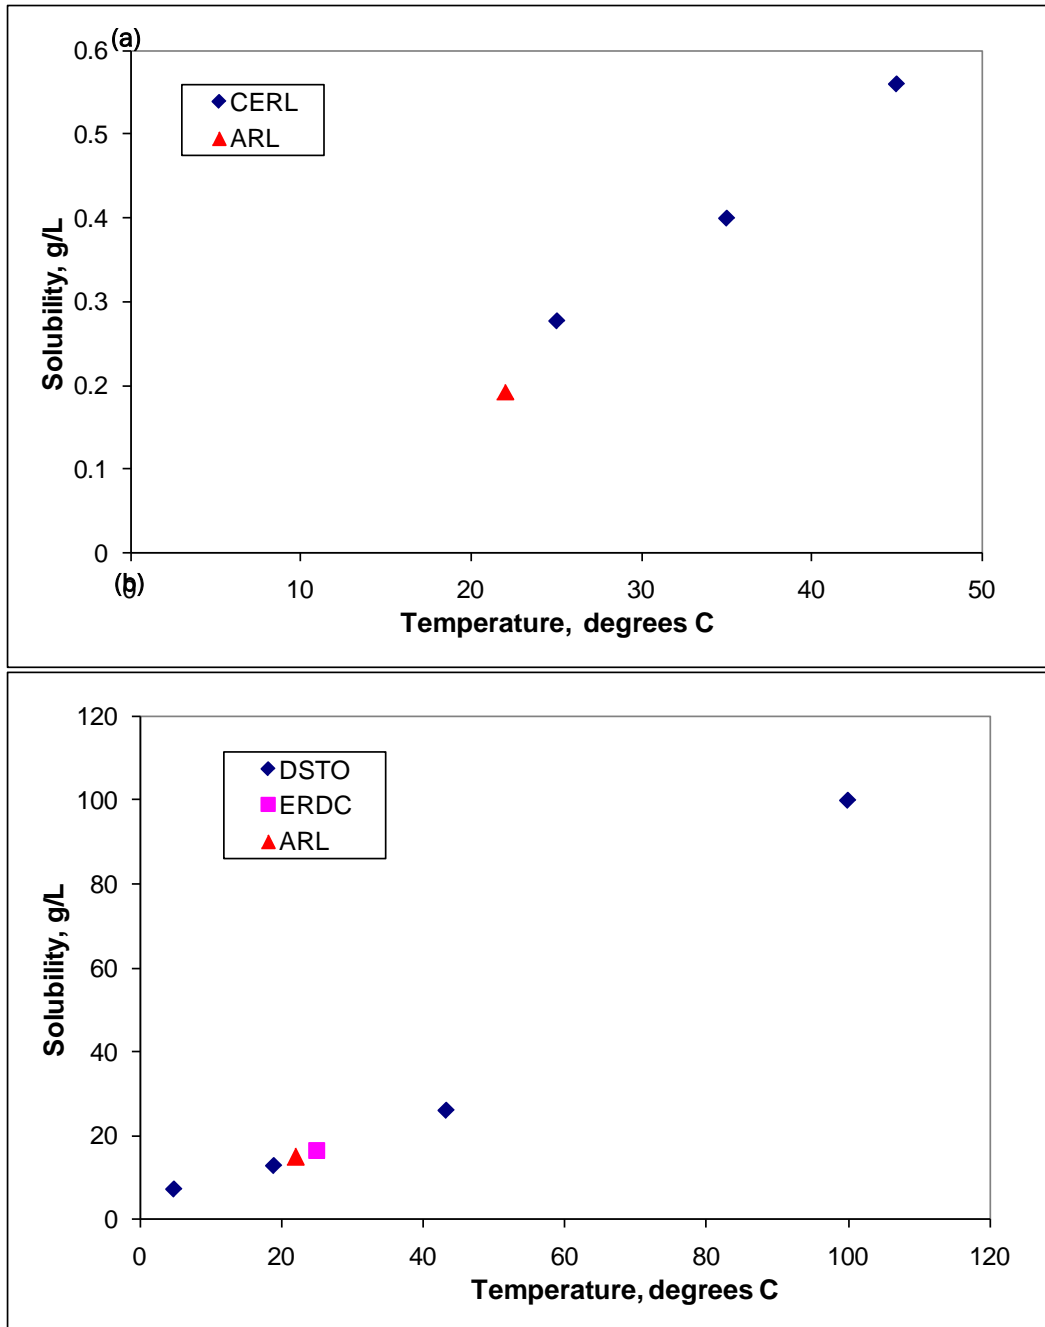 (a)
0.6
CERL
ARL
0.5
0.4
0.3
0.2
0.1
0
Solubility, g/L
(b)
0 10 20 30 40 50
Temperature, degrees C
120
DSTO
ERDC
ARL
100
80
60
40
20
0
Solubility, g/L
0 20 40 60 80 100 120
Temperature, degrees C